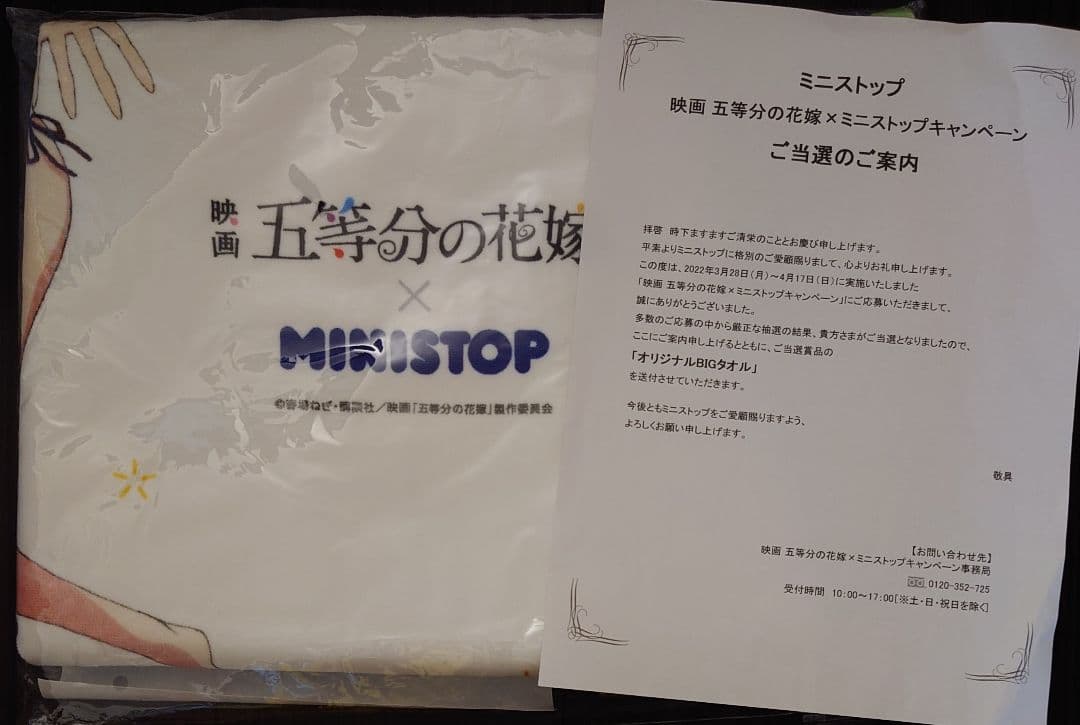 映画 五等分の花嫁
×
MINISTOP
©春場ねぎ・講談社／映画「五等分の花嫁」製作委員会
ミニストップ
映画 五等分の花嫁×ミニストップキャンペーン
ご当選のご案内
拝啓 時下ますますご清栄のこととお慶び申し上げます。
平素よりミニストップに格別のご愛顧賜りまして、心よりお礼申し上げます。
この度は、2022年3月28日(月)～4月17日(日)に実施いたしました
「映画 五等分の花嫁×ミニストップキャンペーン」にご応募いただきまして、
誠にありがとうございました。
多数のご応募の中から厳正な抽選の結果、貴方さまがご当選となりましたので、
ここにご案内申し上げるとともに、ご当選賞品の
「オリジナルBIGタオル」
を送付させていただきます。
今後ともミニストップをご愛顧賜りますよう、
よろしくお願い申し上げます。
敬具
【お問い合わせ先】
映画 五等分の花嫁×ミニストップキャンペーン事務局
0120-352-725
受付時間 10:00～17:00[※土・日・祝日を除く]